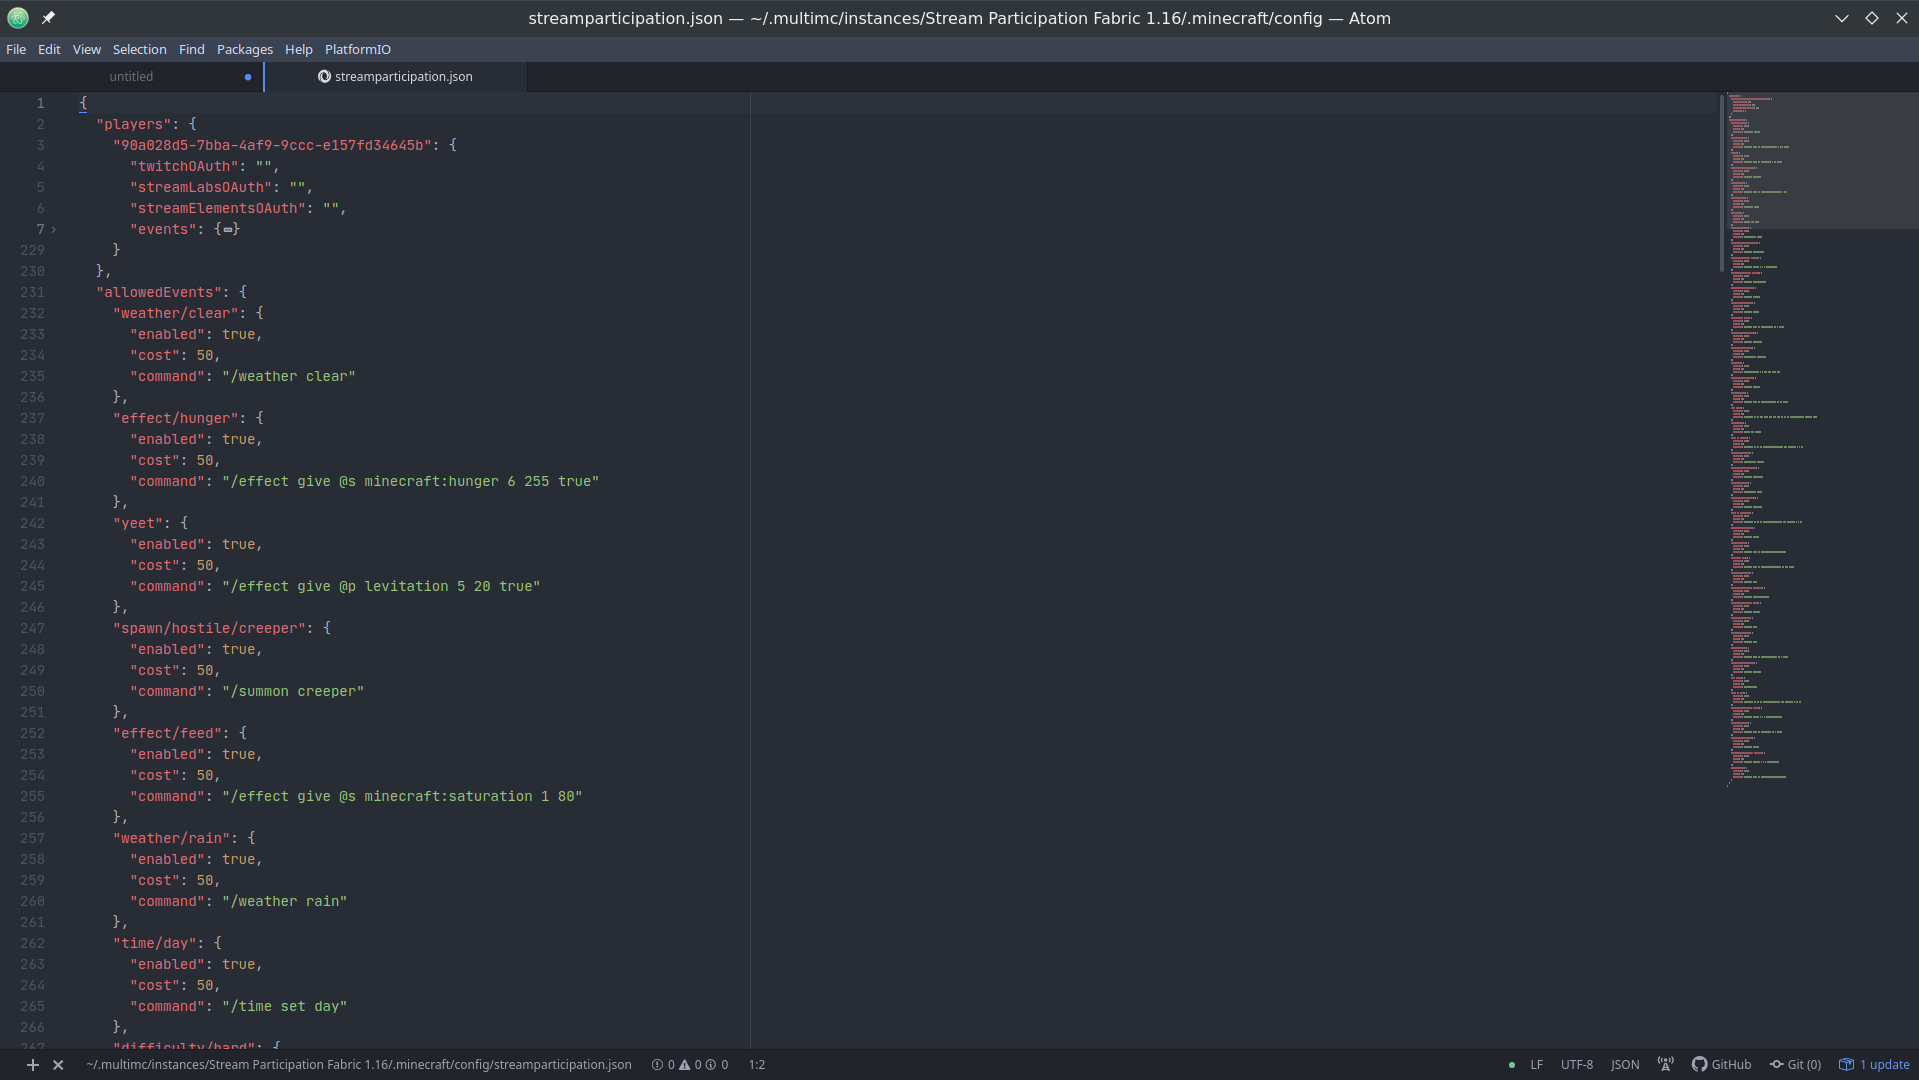 streamparticipation.json — ~/.multimc/instances/Stream Participation Fabric 1.16/.minecraft/config — Atom
File Edit View Selection Find Packages Help PlatformIO
untitled streamparticipation.json
1 {
2 "players": {
3 "90a028d5-7bba-4af9-9ccc-e157fd34645b": {
4 "twitchOAuth": "",
5 "streamLabsOAuth": "",
6 "streamElementsOAuth": "",
7 "events": {…}
229 }
230 },
231 "allowedEvents": {
232 "weather/clear": {
233 "enabled": true,
234 "cost": 50,
235 "command": "/weather clear"
236 },
237 "effect/hunger": {
238 "enabled": true,
239 "cost": 50,
240 "command": "/effect give @s minecraft:hunger 6 255 true"
241 },
242 "yeet": {
243 "enabled": true,
244 "cost": 50,
245 "command": "/effect give @p levitation 5 20 true"
246 },
247 "spawn/hostile/creeper": {
248 "enabled": true,
249 "cost": 50,
250 "command": "/summon creeper"
251 },
252 "effect/feed": {
253 "enabled": true,
254 "cost": 50,
255 "command": "/effect give @s minecraft:saturation 1 80"
256 },
257 "weather/rain": {
258 "enabled": true,
259 "cost": 50,
260 "command": "/weather rain"
261 },
262 "time/day": {
263 "enabled": true,
264 "cost": 50,
265 "command": "/time set day"
266 },
267 "difficulty/hard": {
~/.multimc/instances/Stream Participation Fabric 1.16/.minecraft/config/streamparticipation.json 0 0 0 1:2 LF UTF-8 JSON GitHub Git (0) 1 update